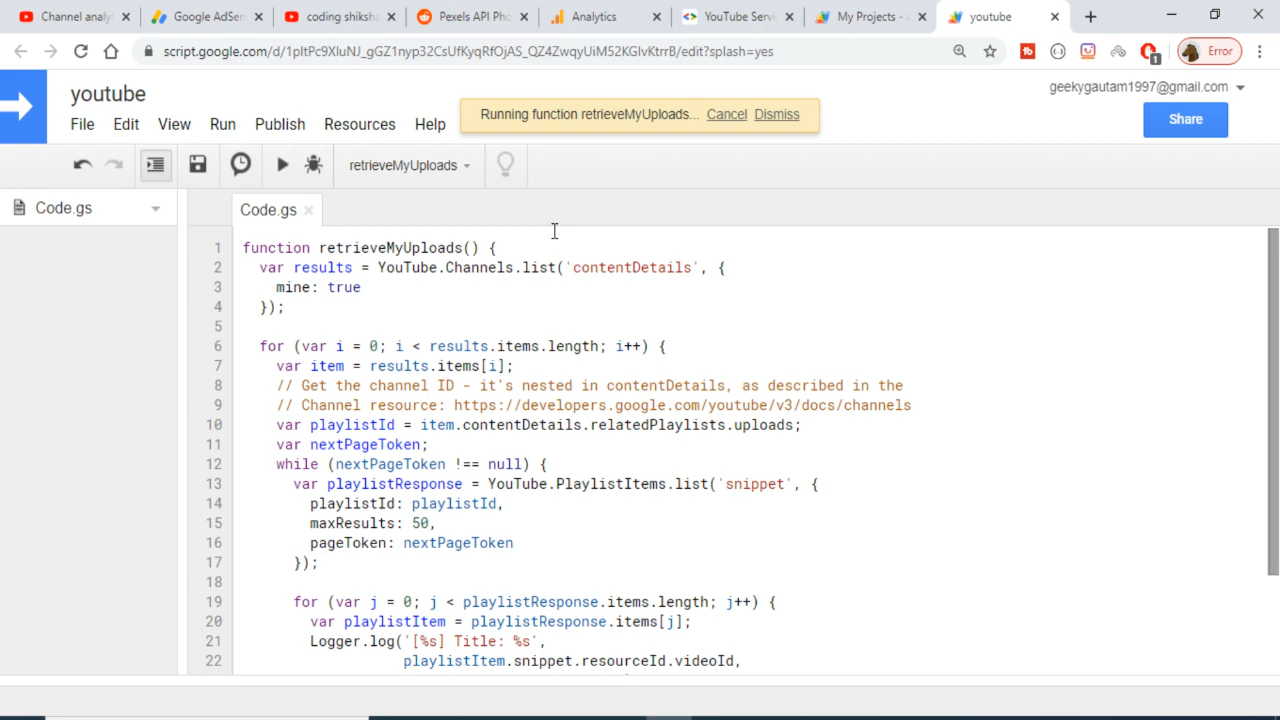 Channel analy
Google AdSen
coding shiksha
Pexels API Pho
Analytics
YouTube Servi
My Projects - A
youtube
script.google.com/d/1pltPc9XluNJ_gGZ1nyp32CsUfKyqRfOjAS_QZ4ZwqyUiM52KGlvKtrrB/edit?splash=yes
1
Error
youtube
Running function retrieveMyUploads... Cancel Dismiss
geekygautam1997@gmail.com
Share
File Edit View Run Publish Resources Help
retrieveMyUploads
Code.gs
Code.gs
1 function retrieveMyUploads() {
2 var results = YouTube.Channels.list('contentDetails', {
3 mine: true
4 });
5
6 for (var i = 0; i < results.items.length; i++) {
7 var item = results.items[i];
8 // Get the channel ID - it's nested in contentDetails, as described in the
9 // Channel resource: https://developers.google.com/youtube/v3/docs/channels
10 var playlistId = item.contentDetails.relatedPlaylists.uploads;
11 var nextPageToken;
12 while (nextPageToken !== null) {
13 var playlistResponse = YouTube.PlaylistItems.list('snippet', {
14 playlistId: playlistId,
15 maxResults: 50,
16 pageToken: nextPageToken
17 });
18
19 for (var j = 0; j < playlistResponse.items.length; j++) {
20 var playlistItem = playlistResponse.items[j];
21 Logger.log('[%s] Title: %s',
22 playlistItem.snippet.resourceId.videoId,